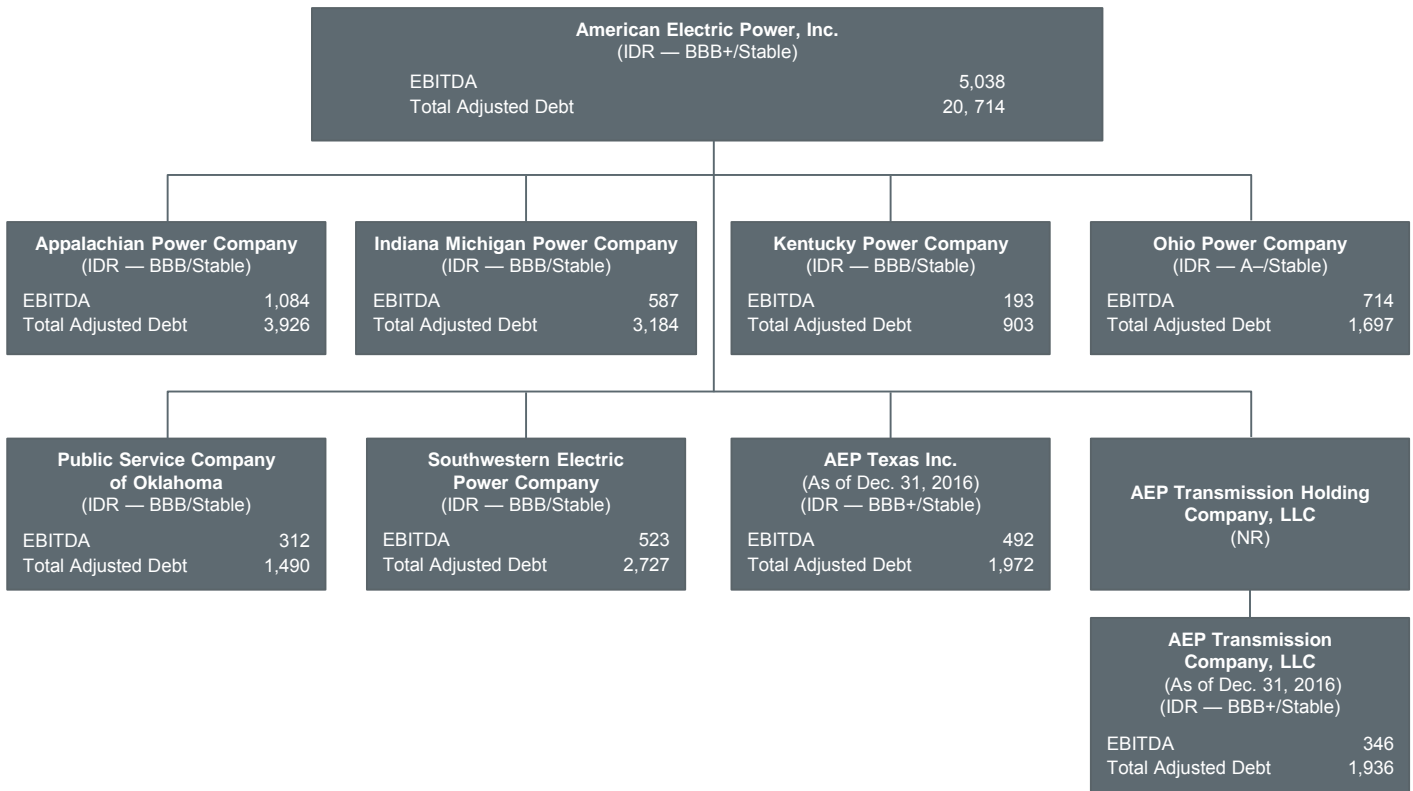 American Electric Power, Inc.
(IDR — BBB+/Stable)
EBITDA 5,038
Total Adjusted Debt 20, 714
Appalachian Power Company
(IDR — BBB/Stable)
EBITDA 1,084
Total Adjusted Debt 3,926
Indiana Michigan Power Company
(IDR — BBB/Stable)
EBITDA 587
Total Adjusted Debt 3,184
Kentucky Power Company
(IDR — BBB/Stable)
EBITDA 193
Total Adjusted Debt 903
Ohio Power Company
(IDR — A–/Stable)
EBITDA 714
Total Adjusted Debt 1,697
Public Service Company
of Oklahoma
(IDR — BBB/Stable)
EBITDA 312
Total Adjusted Debt 1,490
Southwestern Electric
Power Company
(IDR — BBB/Stable)
EBITDA 523
Total Adjusted Debt 2,727
AEP Texas Inc.
(As of Dec. 31, 2016)
(IDR — BBB+/Stable)
EBITDA 492
Total Adjusted Debt 1,972
AEP Transmission Holding
Company, LLC
(NR)
AEP Transmission
Company, LLC
(As of Dec. 31, 2016)
(IDR — BBB+/Stable)
EBITDA 346
Total Adjusted Debt 1,936